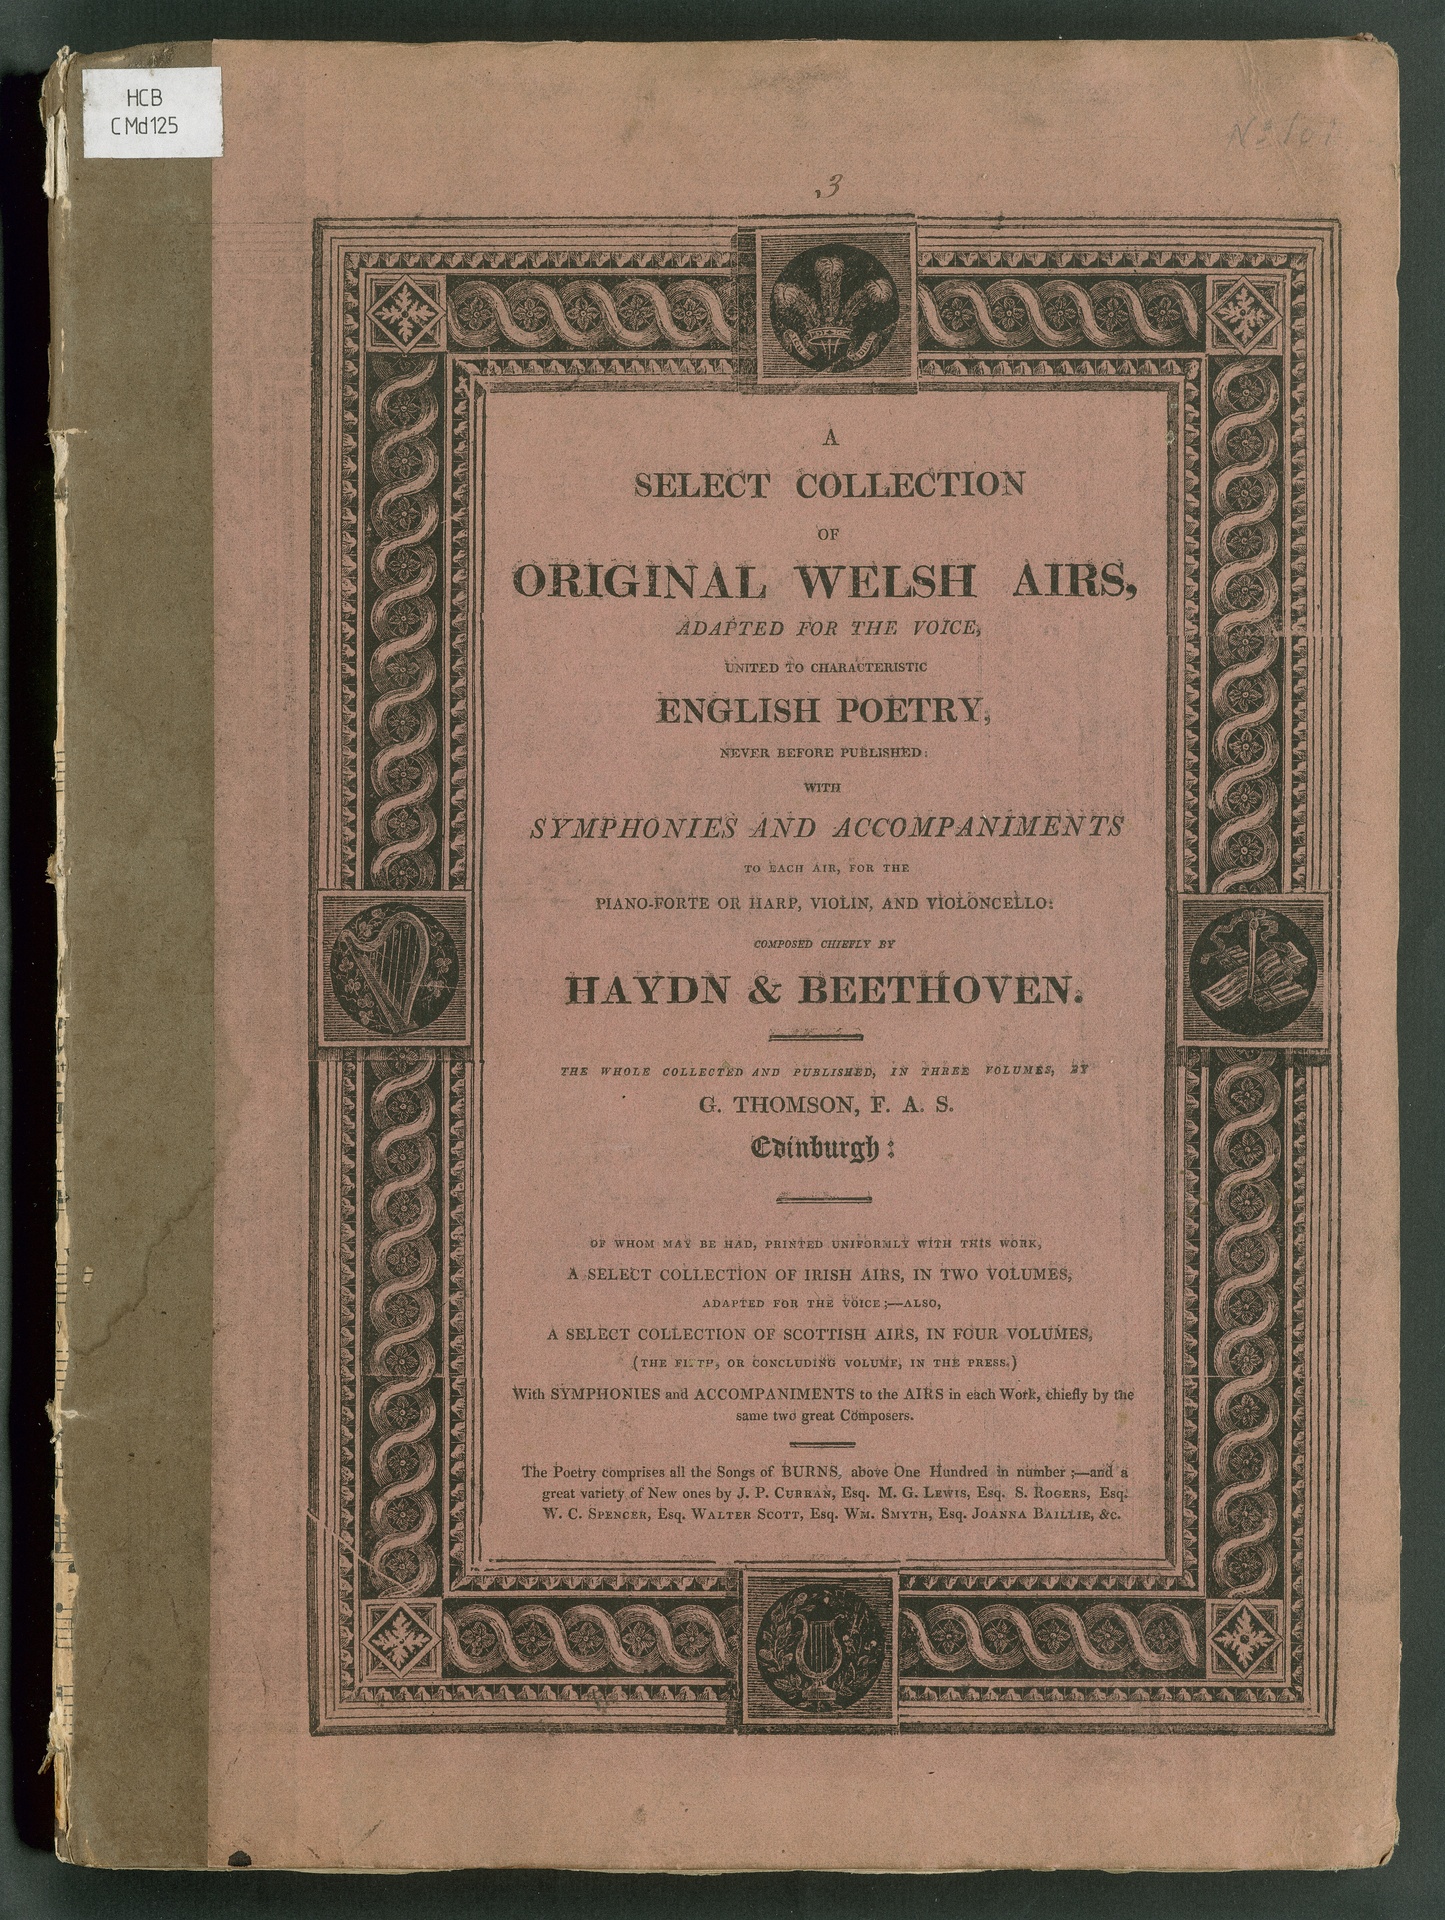 HCB
CMd125
Nº 101
3
A
SELECT COLLECTION
OF
ORIGINAL WELSH AIRS,
ADAPTED FOR THE VOICE,
UNITED TO CHARACTERISTIC
ENGLISH POETRY,
NEVER BEFORE PUBLISHED:
WITH
SYMPHONIES AND ACCOMPANIMENTS
TO EACH AIR, FOR THE
PIANO-FORTE OR HARP, VIOLIN, AND VIOLONCELLO:
COMPOSED CHIEFLY BY
HAYDN & BEETHOVEN.
THE WHOLE COLLECTED AND PUBLISHED, IN THREE VOLUMES, BY
G. THOMSON, F. A. S.
Edinburgh:
OF WHOM MAY BE HAD, PRINTED UNIFORMLY WITH THIS WORK,
A SELECT COLLECTION OF IRISH AIRS, IN TWO VOLUMES,
ADAPTED FOR THE VOICE;—ALSO,
A SELECT COLLECTION OF SCOTTISH AIRS, IN FOUR VOLUMES,
(THE FIFTH, OR CONCLUDING VOLUME, IN THE PRESS.)
With SYMPHONIES and ACCOMPANIMENTS to the AIRS in each Work, chiefly by the
same two great Composers.
The Poetry comprises all the Songs of BURNS, above One Hundred in number;—and a
great variety of New ones by J. P. CURRAN, Esq. M. G. LEWIS, Esq. S. ROGERS, Esq.
W. C. SPENCER, Esq. WALTER SCOTT, Esq. WM. SMYTH, Esq. JOANNA BAILLIE, &c.